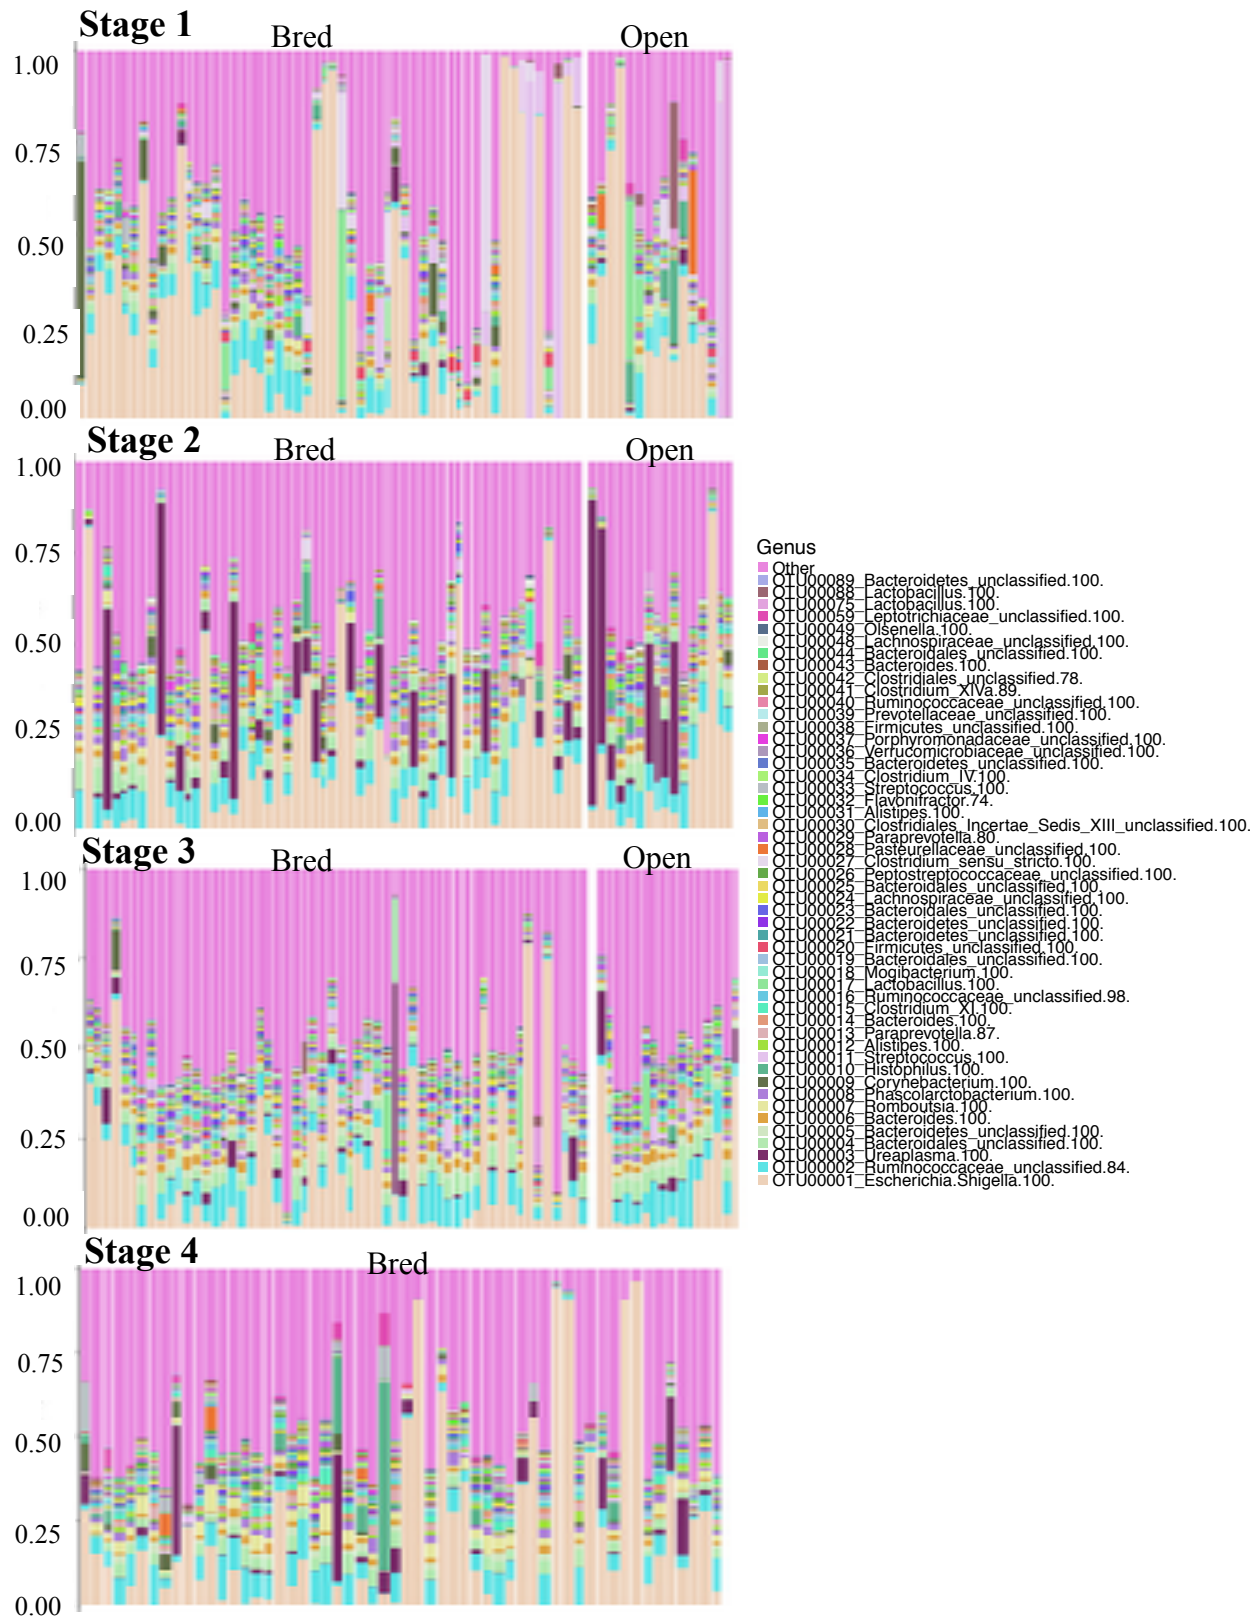 Stage 1
Bred
Open
1.00
0.75
0.50
0.25
0.00
Stage 2
Bred
Open
1.00
0.75
0.50
0.25
0.00
Stage 3
Bred
Open
1.00
0.75
0.50
0.25
0.00
Stage 4
Bred
1.00
0.75
0.50
0.25
0.00
Genus
Other
OTU00089_Bacteroidetes_unclassified.100.
OTU00088_Lactobacillus.100.
OTU00075_Lactobacillus.100.
OTU00059_Leptotrichiaceae_unclassified.100.
OTU00049_Olsenella.100.
OTU00048_Lachnospiraceae_unclassified.100.
OTU00044_Bacteroidales_unclassified.100.
OTU00043_Bacteroides.100.
OTU00042_Clostridiales_unclassified.78.
OTU00041_Clostridium_XIVa.89.
OTU00040_Ruminococcaceae_unclassified.100.
OTU00039_Prevotellaceae_unclassified.100.
OTU00038_Firmicutes_unclassified.100.
OTU00037_Porphyromonadaceae_unclassified.100.
OTU00036_Verrucomicrobiaceae_unclassified.100.
OTU00035_Bacteroidetes_unclassified.100.
OTU00034_Clostridium_IV.100.
OTU00033_Streptococcus.100.
OTU00032_Flavonifractor.74.
OTU00031_Alistipes.100.
OTU00030_Clostridiales_Incertae_Sedis_XIII_unclassified.100.
OTU00029_Paraprevotella.80.
OTU00028_Pasteurellaceae_unclassified.100.
OTU00027_Clostridium_sensu_stricto.100.
OTU00026_Peptostreptococcaceae_unclassified.100.
OTU00025_Bacteroidales_unclassified.100.
OTU00024_Lachnospiraceae_unclassified.100.
OTU00023_Bacteroidales_unclassified.100.
OTU00022_Bacteroidetes_unclassified.100.
OTU00021_Bacteroidetes_unclassified.100.
OTU00020_Firmicutes_unclassified.100.
OTU00019_Bacteroidales_unclassified.100.
OTU00018_Mogibacterium.100.
OTU00017_Lactobacillus.100.
OTU00016_Ruminococcaceae_unclassified.98.
OTU00015_Clostridium_XI.100.
OTU00014_Bacteroides.100.
OTU00013_Paraprevotella.87.
OTU00012_Alistipes.100.
OTU00011_Streptococcus.100.
OTU00010_Histophilus.100.
OTU00009_Corynebacterium.100.
OTU00008_Phascolarctobacterium.100.
OTU00007_Romboutsia.100.
OTU00006_Bacteroides.100.
OTU00005_Bacteroidetes_unclassified.100.
OTU00004_Bacteroidales_unclassified.100.
OTU00003_Ureaplasma.100.
OTU00002_Ruminococcaceae_unclassified.84.
OTU00001_Escherichia.Shigella.100.